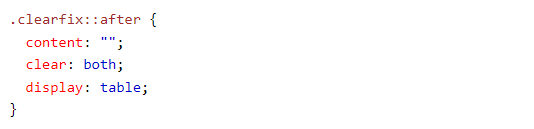 .clearfix::after {
  content: "";
  clear: both;
  display: table;
}